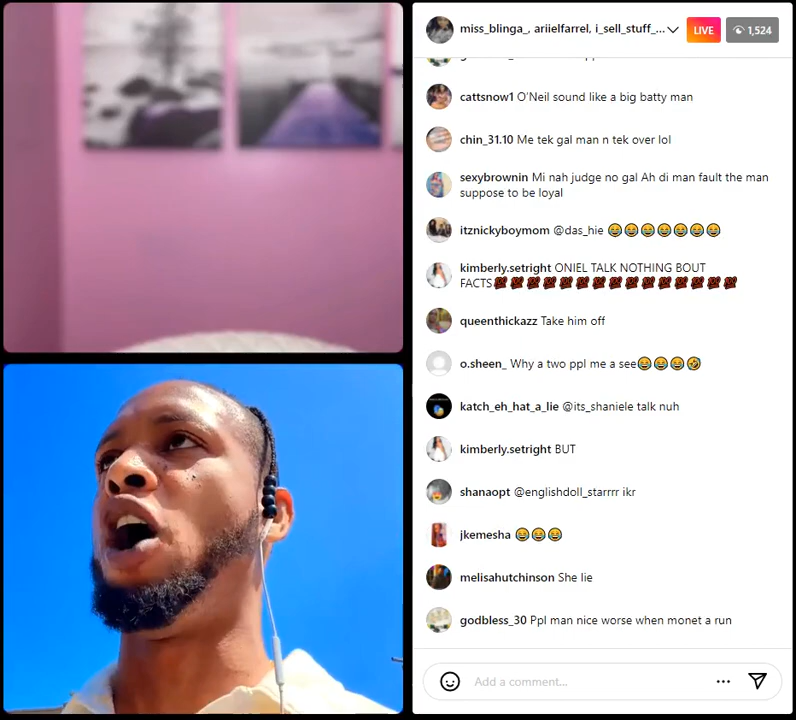 miss_blinga_, ariielfarrel, i_sell_stuff_...
LIVE
1,524
cattsnow1 O'Neil sound like a big batty man
chin_31.10 Me tek gal man n tek over lol
sexybrownin Mi nah judge no gal Ah di man fault the man
suppose to be loyal
itznickyboymom @das_hie 😂😂😂😂😂😂😂
kimberly.setright ONIEL TALK NOTHING BOUT
FACTS💯💯💯💯💯💯💯💯💯💯💯💯💯💯💯
queenthickazz Take him off
o.sheen_ Why a two ppl me a see😂😂😂🤣
katch_eh_hat_a_lie @its_shaniele talk nuh
kimberly.setright BUT
shanaopt @englishdoll_starrrr ikr
jkemesha 😂😂😂
melisahutchinson She lie
godbless_30 Ppl man nice worse when monet a run
Add a comment...